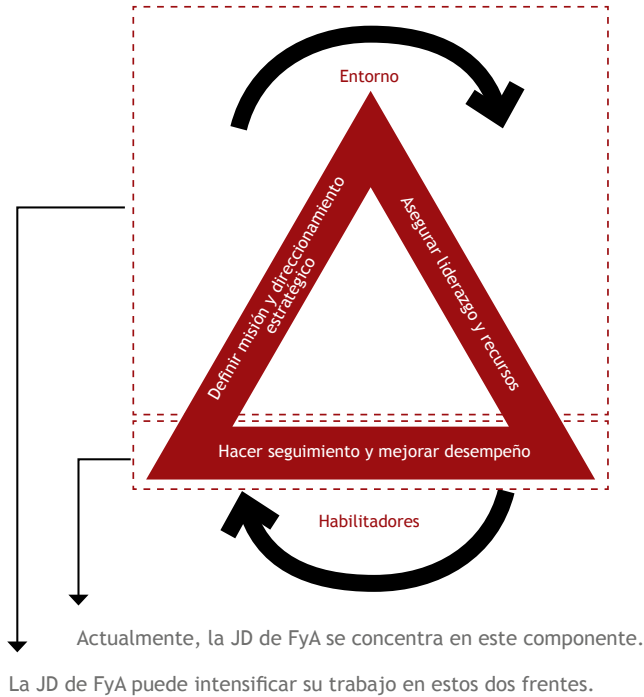 Entorno
Definir misión y direccionamiento
estratégico
Asegurar liderazgo y recursos
Hacer seguimiento y mejorar desempeño
Habilitadores
Actualmente, la JD de FyA se concentra en este componente.
La JD de FyA puede intensificar su trabajo en estos dos frentes.